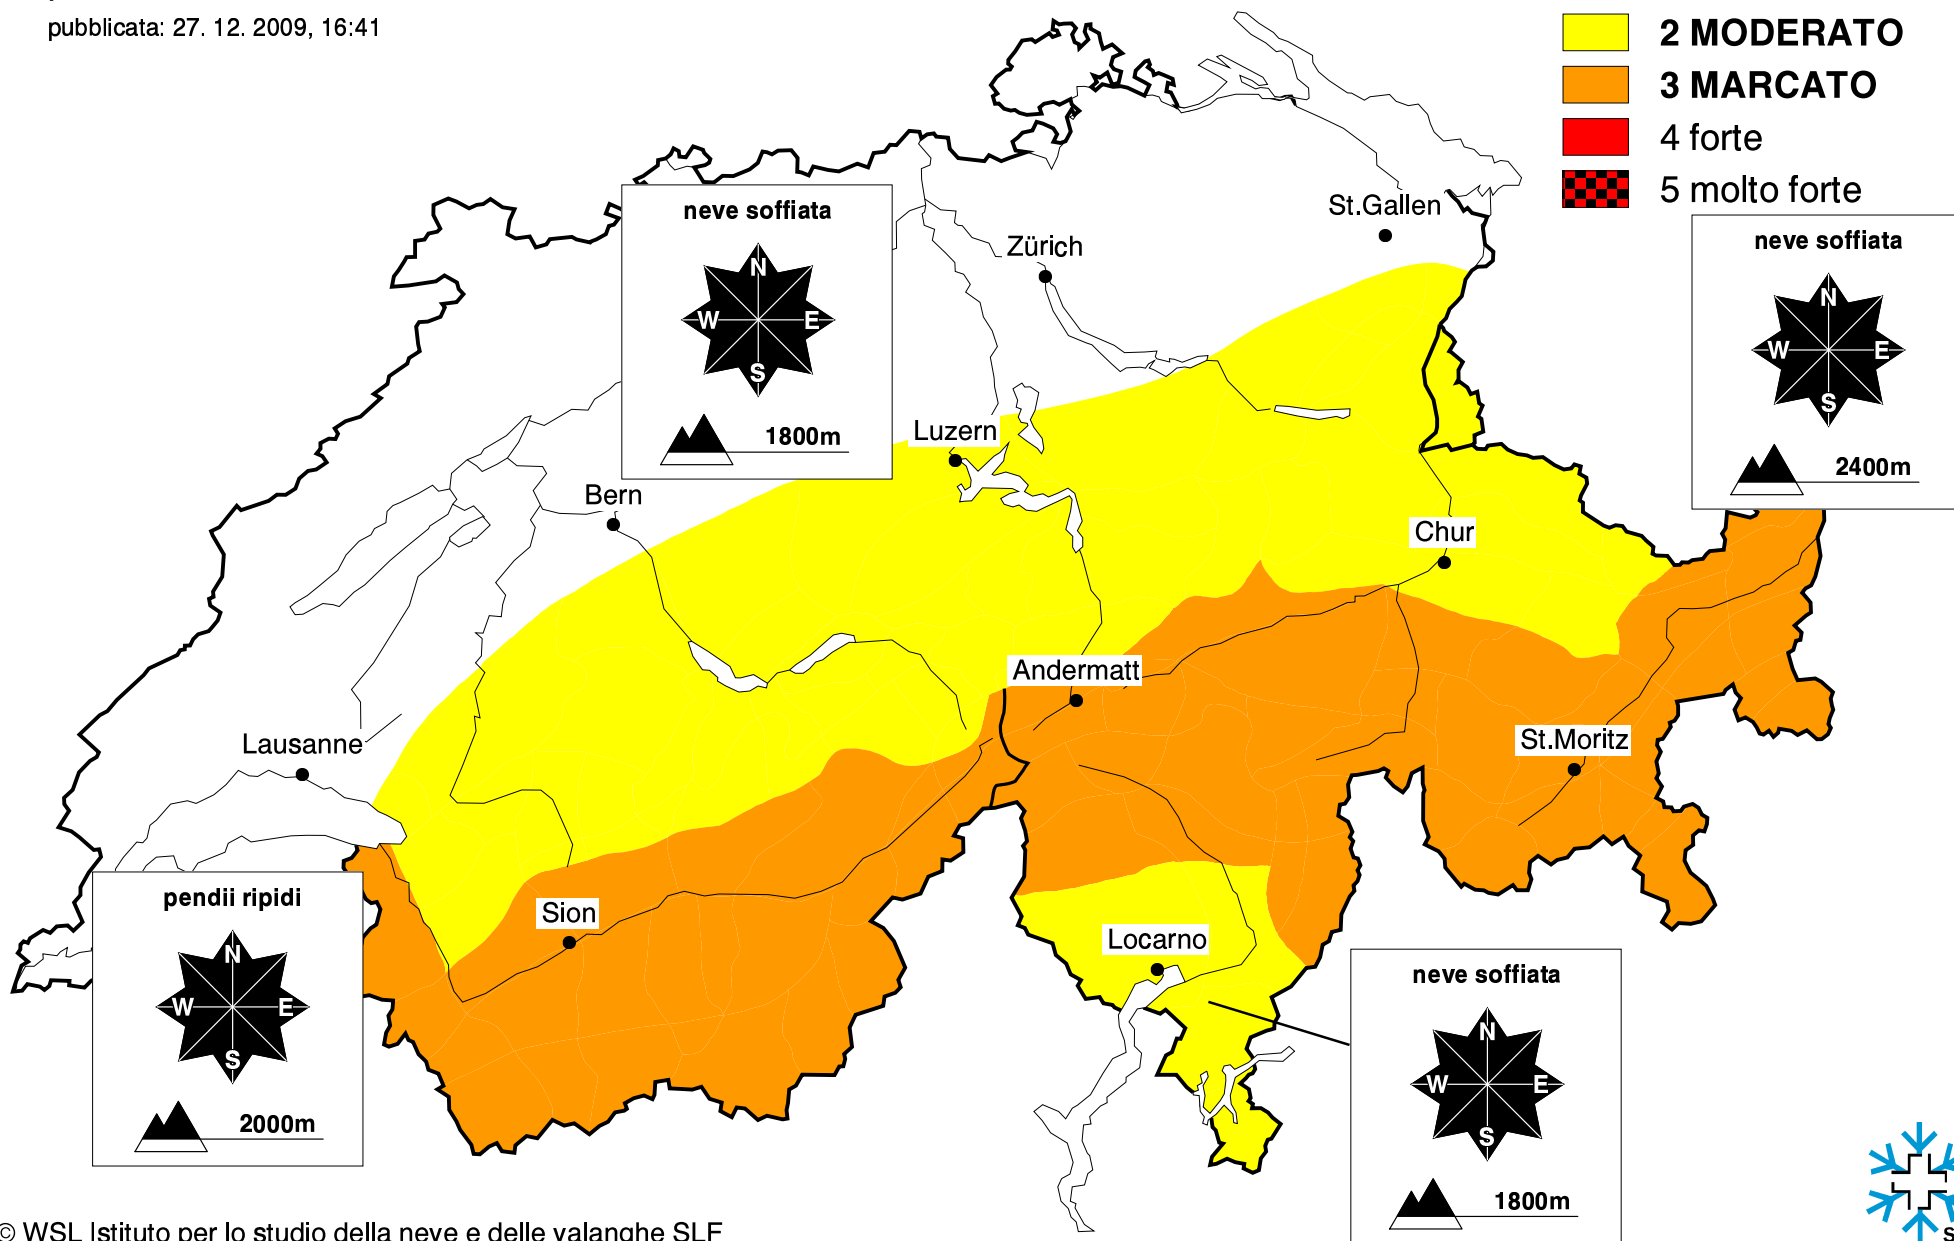 pubblicata: 27. 12. 2009, 16:41
2 MODERATO
3 MARCATO
4 forte
5 molto forte
neve soffiata
N
W E
S
1800m
neve soffiata
N
W E
S
2400m
St.Gallen
Zürich
Luzern
Bern
Chur
Andermatt
Lausanne
St.Moritz
Sion
Locarno
pendii ripidi
N
W E
S
2000m
neve soffiata
N
W E
S
1800m
© WSL Istituto per lo studio della neve e delle valanghe SLF
S